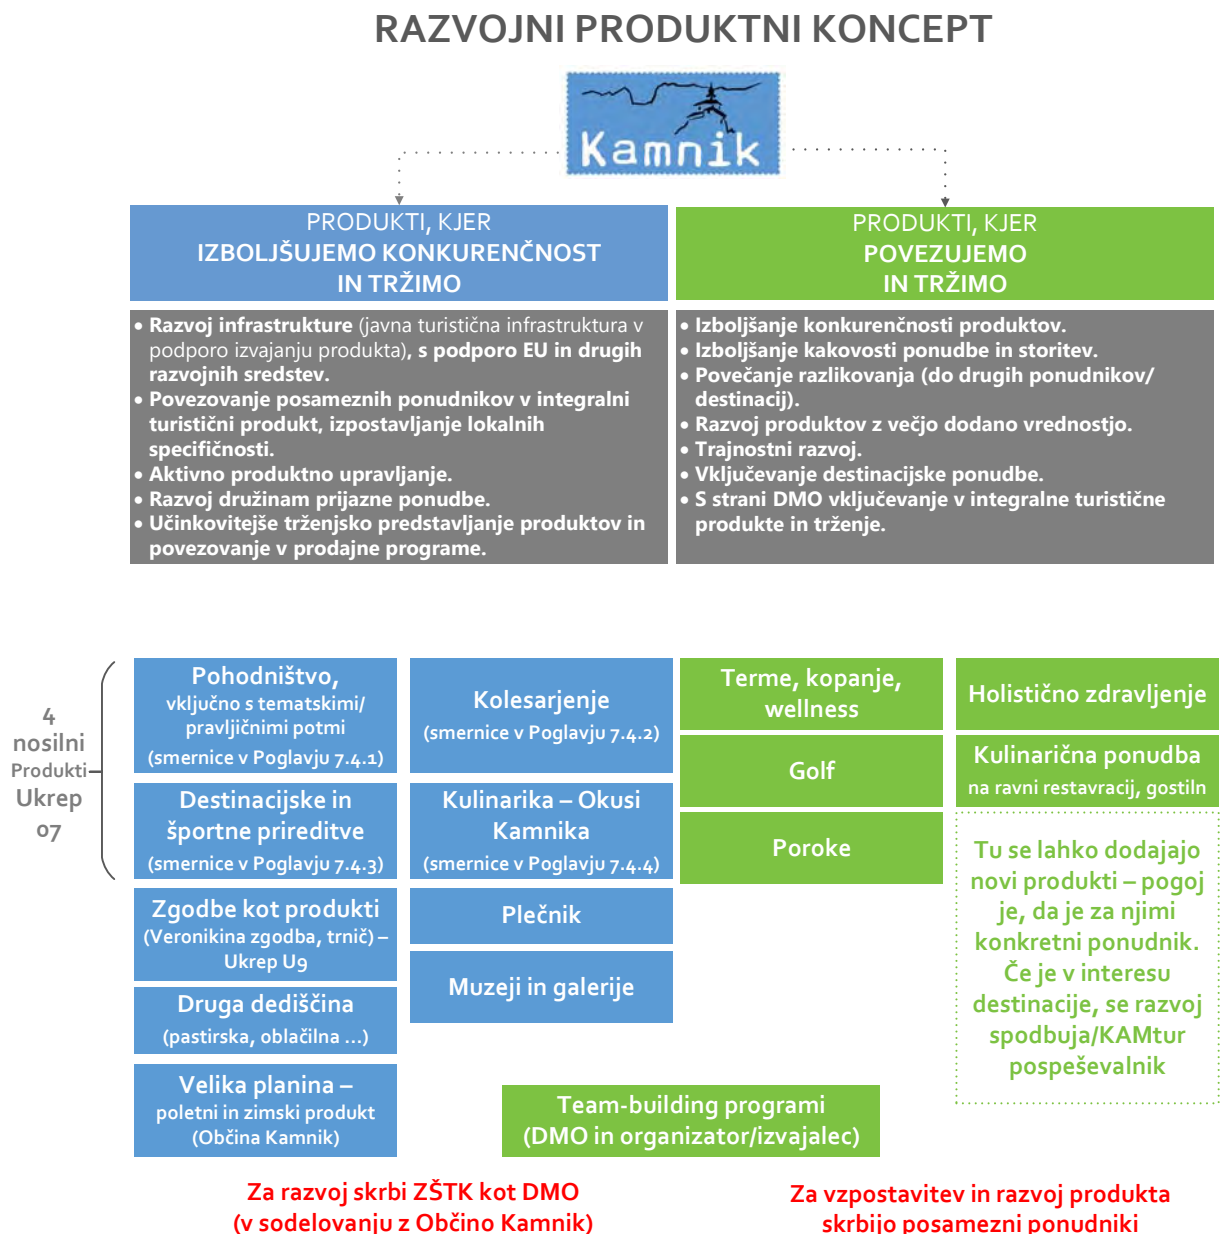 RAZVOJNI PRODUKTNI KONCEPT
Kamnik
PRODUKTI, KJER
IZBOLJŠUJEMO KONKURENČNOST
IN TRŽIMO
• Razvoj infrastrukture (javna turistična infrastruktura v
podporo izvajanju produkta), s podporo EU in drugih
razvojnih sredstev.
• Povezovanje posameznih ponudnikov v integralni
turistični produkt, izpostavljanje lokalnih
specifičnosti.
• Aktivno produktno upravljanje.
• Razvoj družinam prijazne ponudbe.
• Učinkovitejše trženjsko predstavljanje produktov in
povezovanje v prodajne programe.
PRODUKTI, KJER
POVEZUJEMO
IN TRŽIMO
• Izboljšanje konkurenčnosti produktov.
• Izboljšanje kakovosti ponudbe in storitev.
• Povečanje razlikovanja (do drugih ponudnikov/
destinacij).
• Razvoj produktov z večjo dodano vrednostjo.
• Trajnostni razvoj.
• Vključevanje destinacijske ponudbe.
• S strani DMO vključevanje v integralne turistične
produkte in trženje.
4
nosilni
Produkti
Ukrep
07
Pohodništvo,
vključno s tematskimi/
pravljičnimi potmi
(smernice v Poglavju 7.4.1)
Kolesarjenje
(smernice v Poglavju 7.4.2)
Destinacijske in
športne prireditve
(smernice v Poglavju 7.4.3)
Kulinarika – Okusi
Kamnika
(smernice v Poglavju 7.4.4)
Zgodbe kot produkti
(Veronikina zgodba, trnič) –
Ukrep U9
Plečnik
Druga dediščina
(pastirska, oblačilna ...)
Muzeji in galerije
Velika planina –
poletni in zimski produkt
(Občina Kamnik)
Terme, kopanje,
wellness
Holistično zdravljenje
Golf
Kulinarična ponudba
na ravni restavracij, gostiln
Poroke
Tu se lahko dodajajo
novi produkti – pogoj
je, da je za njimi
konkretni ponudnik.
Če je v interesu
destinacije, se razvoj
spodbuja/KAMtur
pospeševalnik
Team-building programi
(DMO in organizator/izvajalec)
Za razvoj skrbi ZŠTK kot DMO
(v sodelovanju z Občino Kamnik)
Za vzpostavitev in razvoj produkta
skrbijo posamezni ponudniki